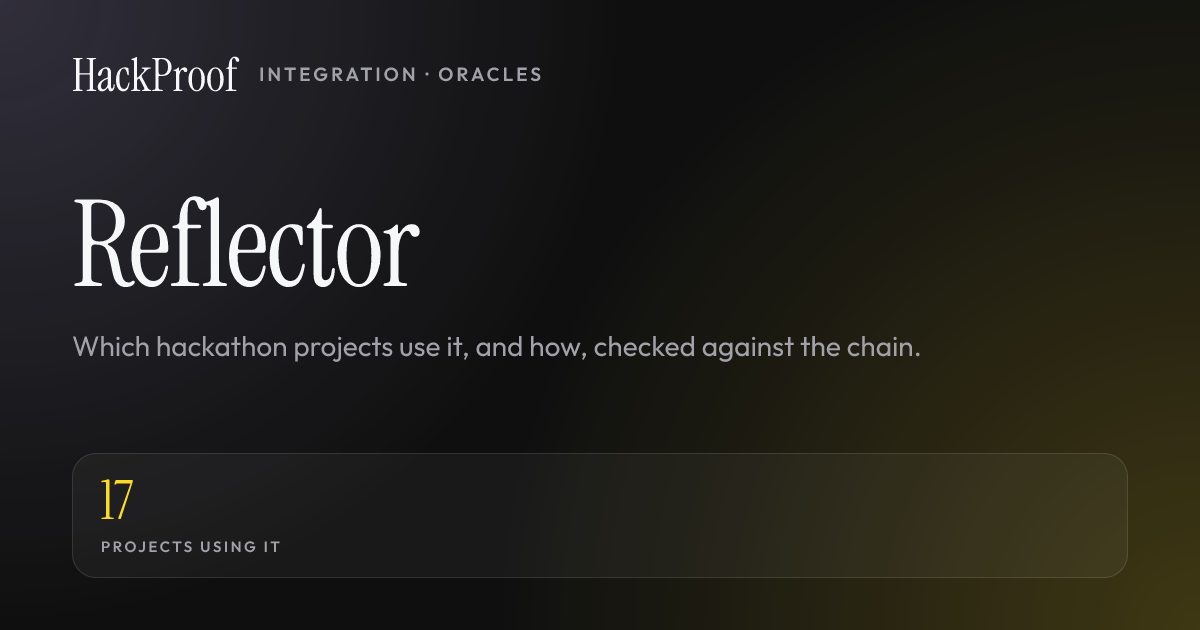 HackProof INTEGRATION · ORACLES
Reflector
Which hackathon projects use it, and how, checked against the chain.
17
PROJECTS USING IT